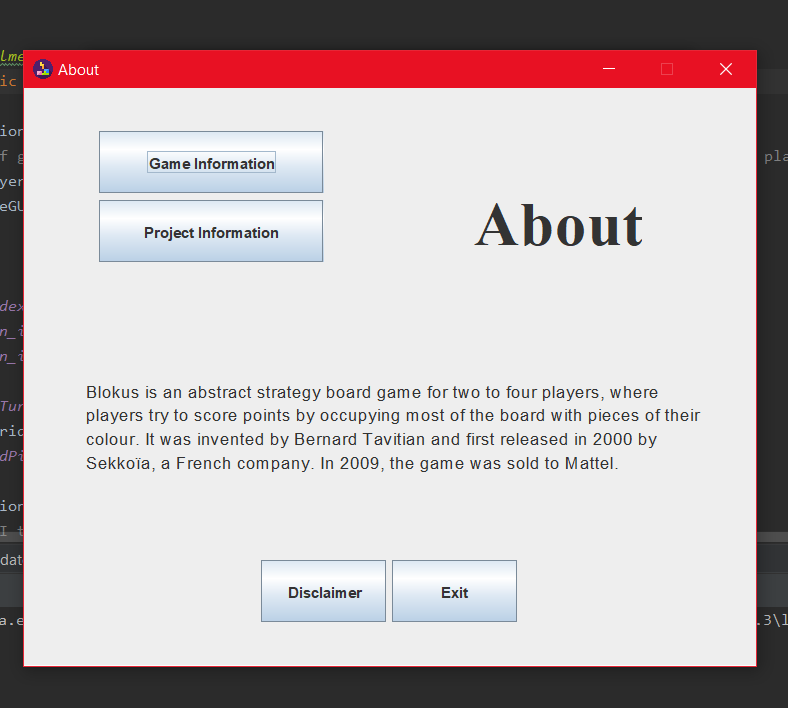 About
Game Information
Project Information
About
Blokus is an abstract strategy board game for two to four players, where
players try to score points by occupying most of the board with pieces of their
colour. It was invented by Bernard Tavitian and first released in 2000 by
Sekkoïa, a French company. In 2009, the game was sold to Mattel.
Disclaimer
Exit